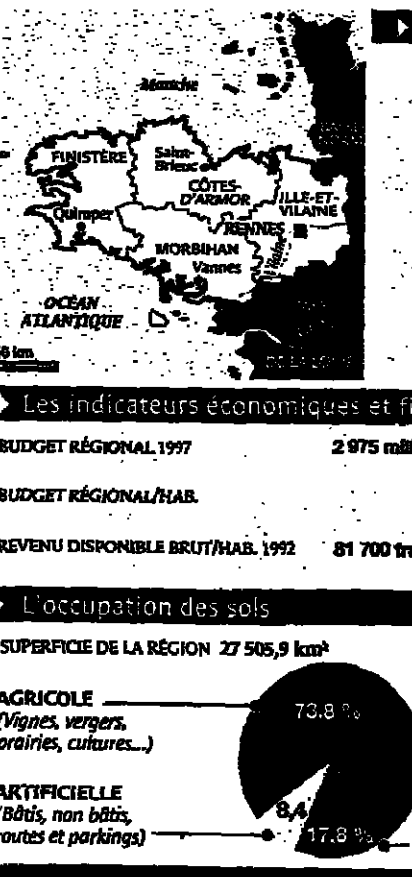 Manche
FINISTÈRE
Saint-
Brieuc
CÔTES-
D'ARMOR
ILLE-ET-
VILAINE
Quimper
RENNES
MORBIHAN
Vannes
Vilaine
OCÉAN
ATLANTIQUE
km
Les indicateurs économiques et fi
BUDGET RÉGIONAL 1997 2 975 mil
BUDGET RÉGIONAL/HAB.
REVENU DISPONIBLE BRUT/HAB. 1992 81 700 fr
L'occupation des sols
SUPERFICIE DE LA RÉGION 27 505,9 km²
AGRICOLE
(Vignes, vergers,
prairies, cultures...)
73.8 %
ARTIFICIELLE
(Bâtis, non bâtis,
routes et parkings)
8,4
17.8 %